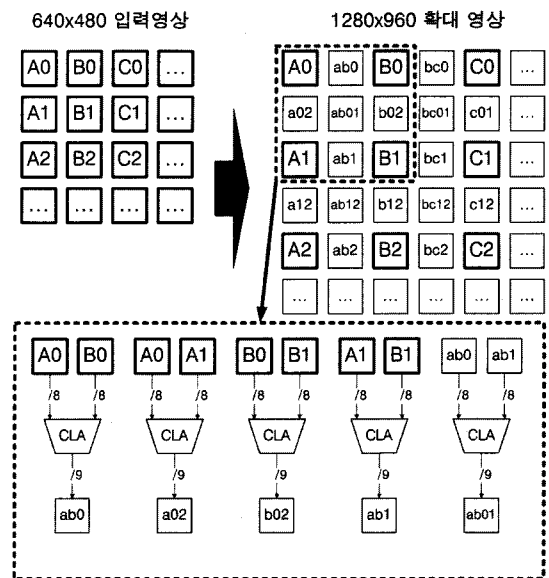 640x480 입력영상
1280x960 확대 영상
A0 B0 C0 ...
A1 B1 C1 ...
A2 B2 C2 ...
... ... ... ...
A0 ab0 B0 bc0 C0 ...
a02 ab01 b02 bc01 c01 ...
A1 ab1 B1 bc1 C1 ...
a12 ab12 b12 bc12 c12 ...
A2 ab2 B2 bc2 C2 ...
... ... ... ... ... ...
A0 B0 A0 A1 B0 B1 A1 B1 ab0 ab1
/8 /8 /8 /8 /8 /8 /8 /8 /8 /8
CLA CLA CLA CLA CLA
/9 /9 /9 /9 /9
ab0 a02 b02 ab1 ab01